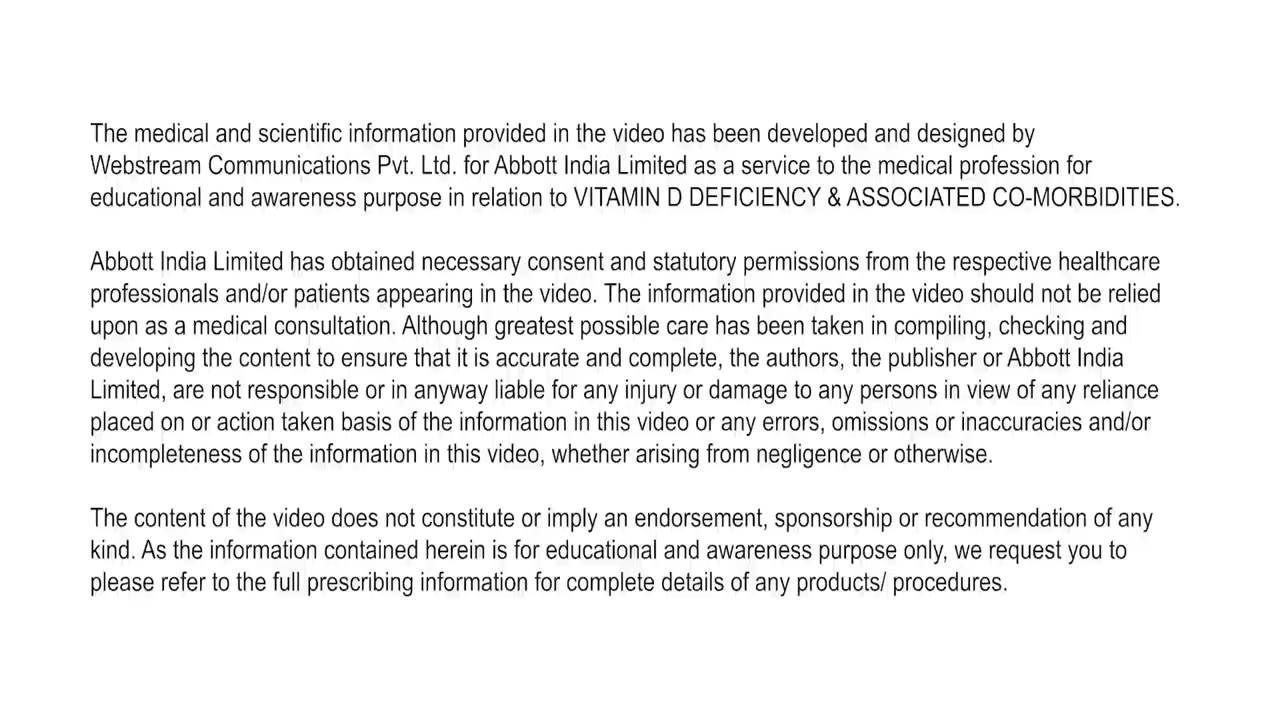 The medical and scientific information provided in the video has been developed and designed by
Webstream Communications Pvt. Ltd. for Abbott India Limited as a service to the medical profession for
educational and awareness purpose in relation to VITAMIN D DEFICIENCY & ASSOCIATED CO-MORBIDITIES.
Abbott India Limited has obtained necessary consent and statutory permissions from the respective healthcare
professionals and/or patients appearing in the video. The information provided in the video should not be relied
upon as a medical consultation. Although greatest possible care has been taken in compiling, checking and
developing the content to ensure that it is accurate and complete, the authors, the publisher or Abbott India
Limited, are not responsible or in anyway liable for any injury or damage to any persons in view of any reliance
placed on or action taken basis of the information in this video or any errors, omissions or inaccuracies and/or
incompleteness of the information in this video, whether arising from negligence or otherwise.
The content of the video does not constitute or imply an endorsement, sponsorship or recommendation of any
kind. As the information contained herein is for educational and awareness purpose only, we request you to
please refer to the full prescribing information for complete details of any products/ procedures.